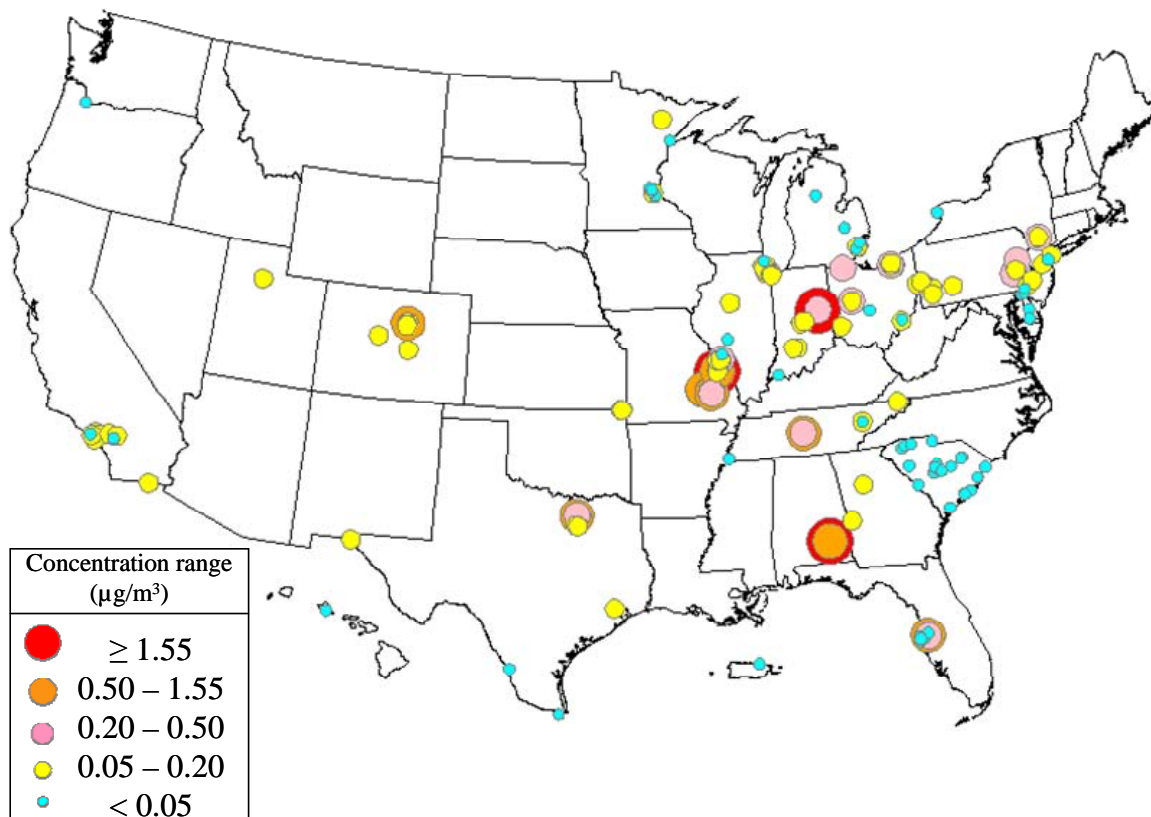 Concentration range
(µg/m³)
≥ 1.55
0.50 – 1.55
0.20 – 0.50
0.05 – 0.20
< 0.05